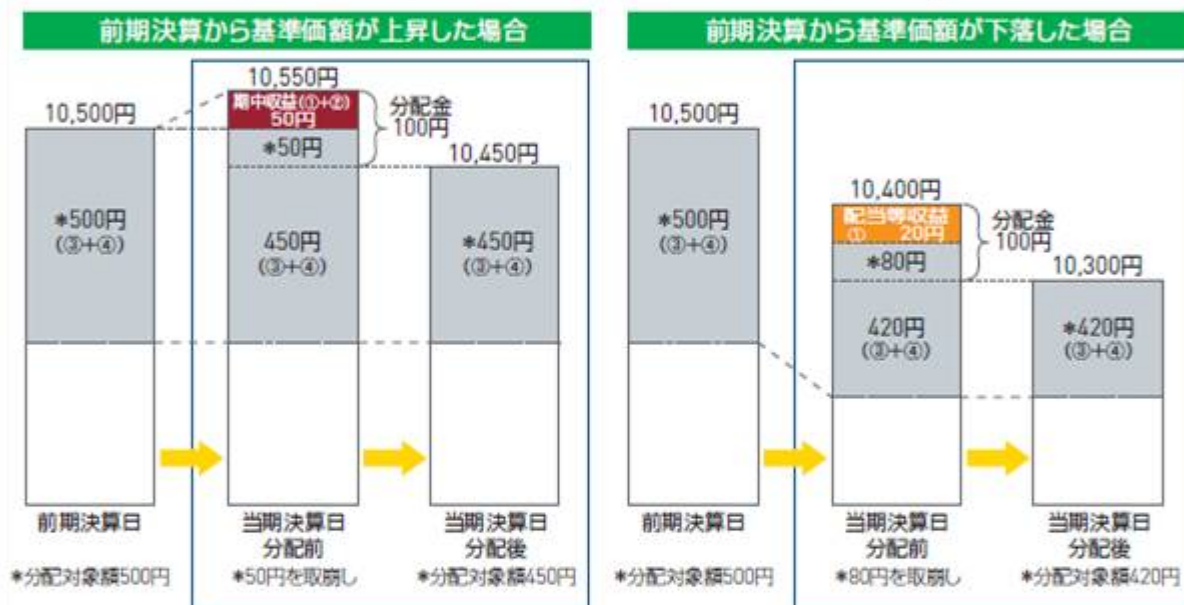 前期決算から基準価額が上昇した場合
10,500円
*500円
(③+④)
前期決算日
*分配対象額500円
10,550円
期中収益(①+②)
50円
*50円
450円
(③+④)
分配金
100円
当期決算日
分配前
*50円を取崩し
10,450円
*450円
(③+④)
当期決算日
分配後
*分配対象額450円
前期決算から基準価額が下落した場合
10,500円
*500円
(③+④)
前期決算日
*分配対象額500円
10,400円
配当等収益
① 20円
*80円
420円
(③+④)
分配金
100円
当期決算日
分配前
*80円を取崩し
10,300円
*420円
(③+④)
当期決算日
分配後
*分配対象額420円